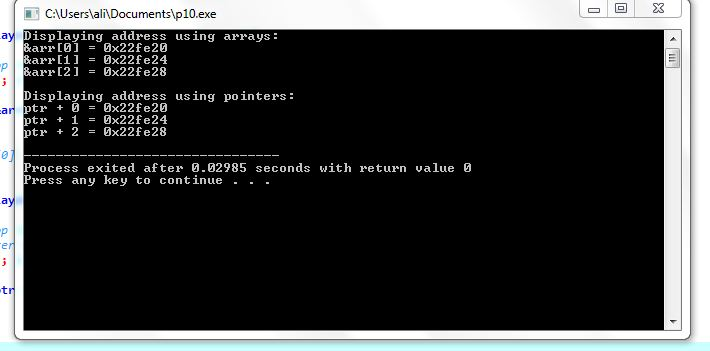 C:\Users\ali\Documents\p10.exe
Displaying address using arrays:
&arr[0] = 0x22fe20
&arr[1] = 0x22fe24
&arr[2] = 0x22fe28
Displaying address using pointers:
ptr + 0 = 0x22fe20
ptr + 1 = 0x22fe24
ptr + 2 = 0x22fe28
--------------------------------
Process exited after 0.02985 seconds with return value 0
Press any key to continue . . .